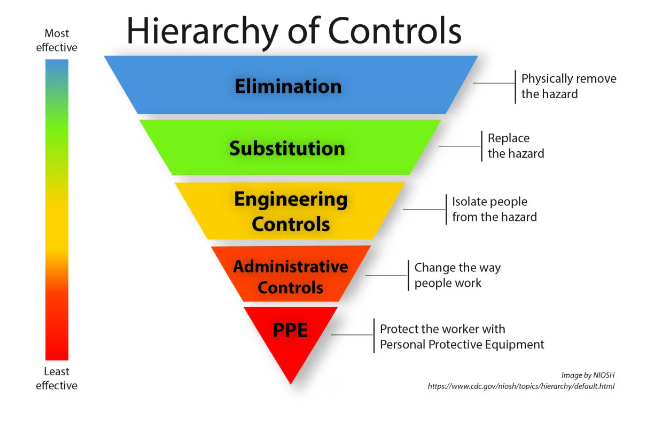 Hierarchy of Controls
Most
effective
Elimination
Physically remove
the hazard
Substitution
Replace
the hazard
Engineering
Controls
Isolate people
from the hazard
Administrative
Controls
Change the way
people work
PPE
Protect the worker with
Personal Protective Equipment
Least
effective
Image by NIOSH
https://www.cdc.gov/niosh/topics/hierarchy/default.html